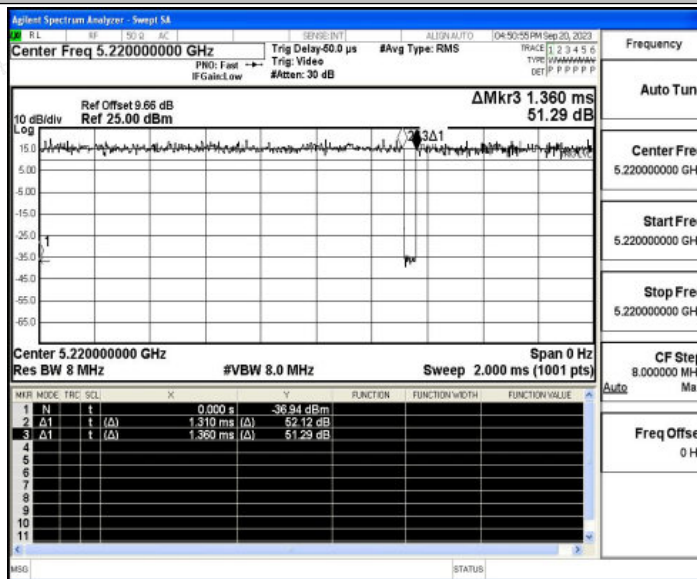 Agilent Spectrum Analyzer - Swept SA
RL RF 50 Ω AC SENSE:INT ALIGN AUTO 04:50:55 PM Sep 20, 2023
Center Freq 5.220000000 GHz
PNO: Fast
IFGain:Low
Trig Delay-50.0 µs
Trig: Video
#Atten: 30 dB
#Avg Type: RMS
TRACE 1 2 3 4 5 6
TYPE
DET P P P P P P
Frequency
Auto Tun
Center Fre
5.220000000 GH
Start Fre
5.220000000 GH
Stop Fre
5.220000000 GH
CF Step
8.000000 MH
Auto Ma
Freq Offse
0 H
ΔMkr3 1.360 ms
51.29 dB
Ref Offset 9.66 dB
10 dB/div Ref 25.00 dBm
Log
15.0
5.00
-5.00
-15.0
-25.0
-35.0
-45.0
-55.0
-65.0
3Δ1
1
Center 5.220000000 GHz Span 0 Hz
Res BW 8 MHz #VBW 8.0 MHz Sweep 2.000 ms (1001 pts)
MKR MODE TRC SCL X Y FUNCTION FUNCTION WIDTH FUNCTION VALUE
1 N t 0.000 s -36.94 dBm
2 Δ1 t (Δ) 1.310 ms (Δ) 52.12 dB
3 Δ1 t (Δ) 1.360 ms (Δ) 51.29 dB
4
5
6
7
8
9
10
11
MSG STATUS